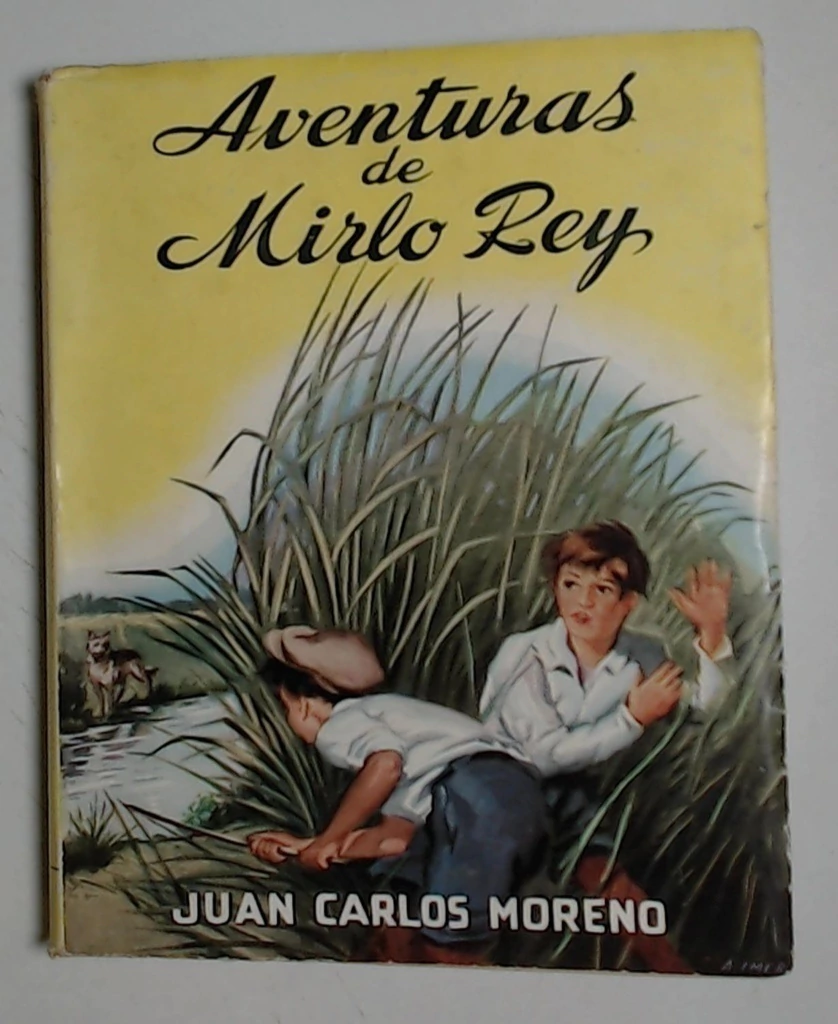 Aventuras
de
Mirlo Rey
JUAN CARLOS MORENO